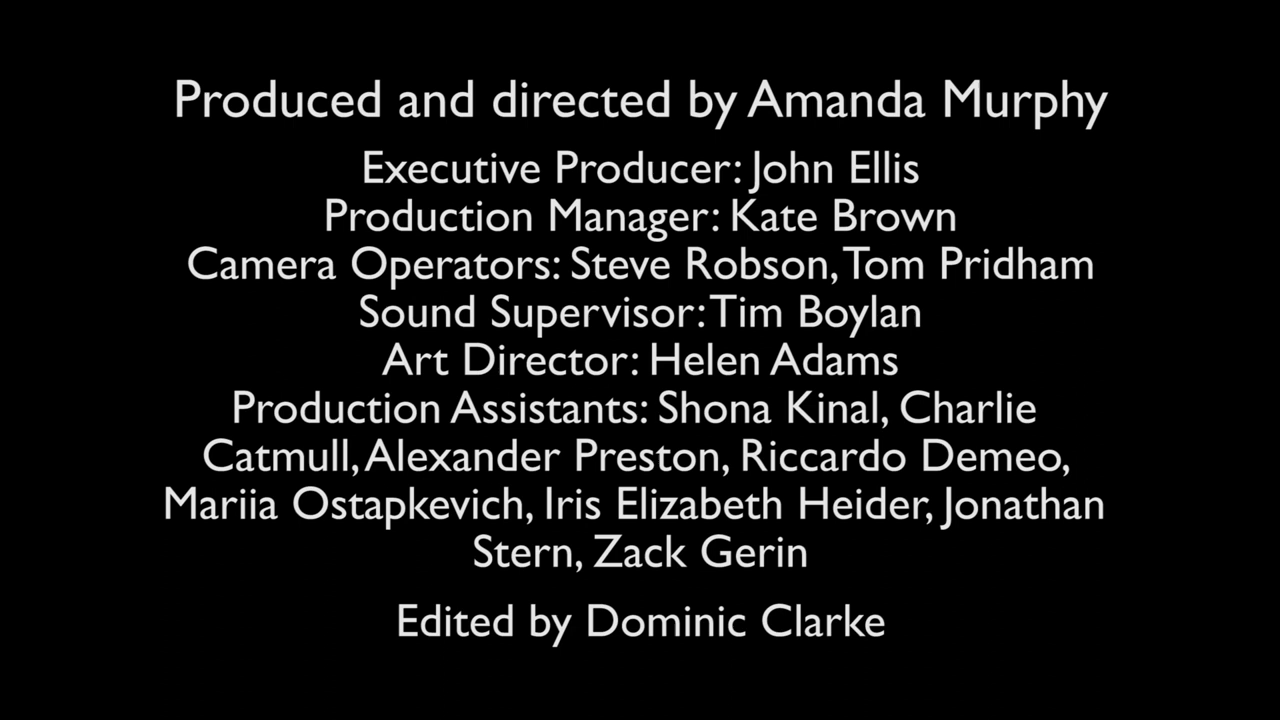 Produced and directed by Amanda Murphy
Executive Producer: John Ellis
Production Manager: Kate Brown
Camera Operators: Steve Robson, Tom Pridham
Sound Supervisor: Tim Boylan
Art Director: Helen Adams
Production Assistants: Shona Kinal, Charlie
Catmull, Alexander Preston, Riccardo Demeo,
Mariia Ostapkevich, Iris Elizabeth Heider, Jonathan
Stern, Zack Gerin
Edited by Dominic Clarke